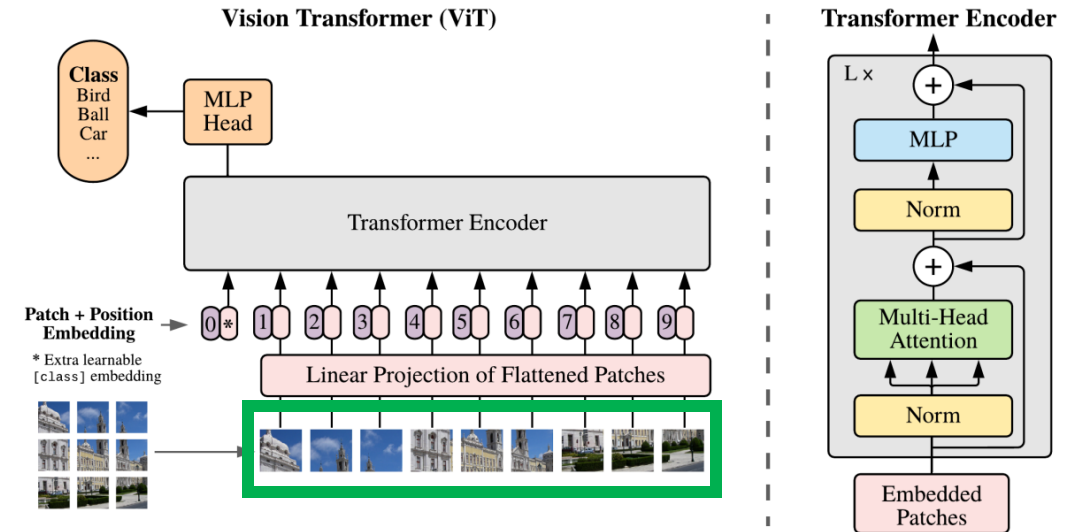 Vision Transformer (ViT)
Class
Bird
Ball
Car
...
MLP
Head
Transformer Encoder
Patch + Position
Embedding
0 * 1 2 3 4 5 6 7 8 9
* Extra learnable
[class] embedding
Linear Projection of Flattened Patches
Transformer Encoder
L ×
+
MLP
Norm
+
Multi-Head
Attention
Norm
Embedded
Patches